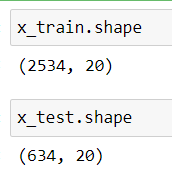 x_train.shape
(2534, 20)
x_test.shape
(634, 20)